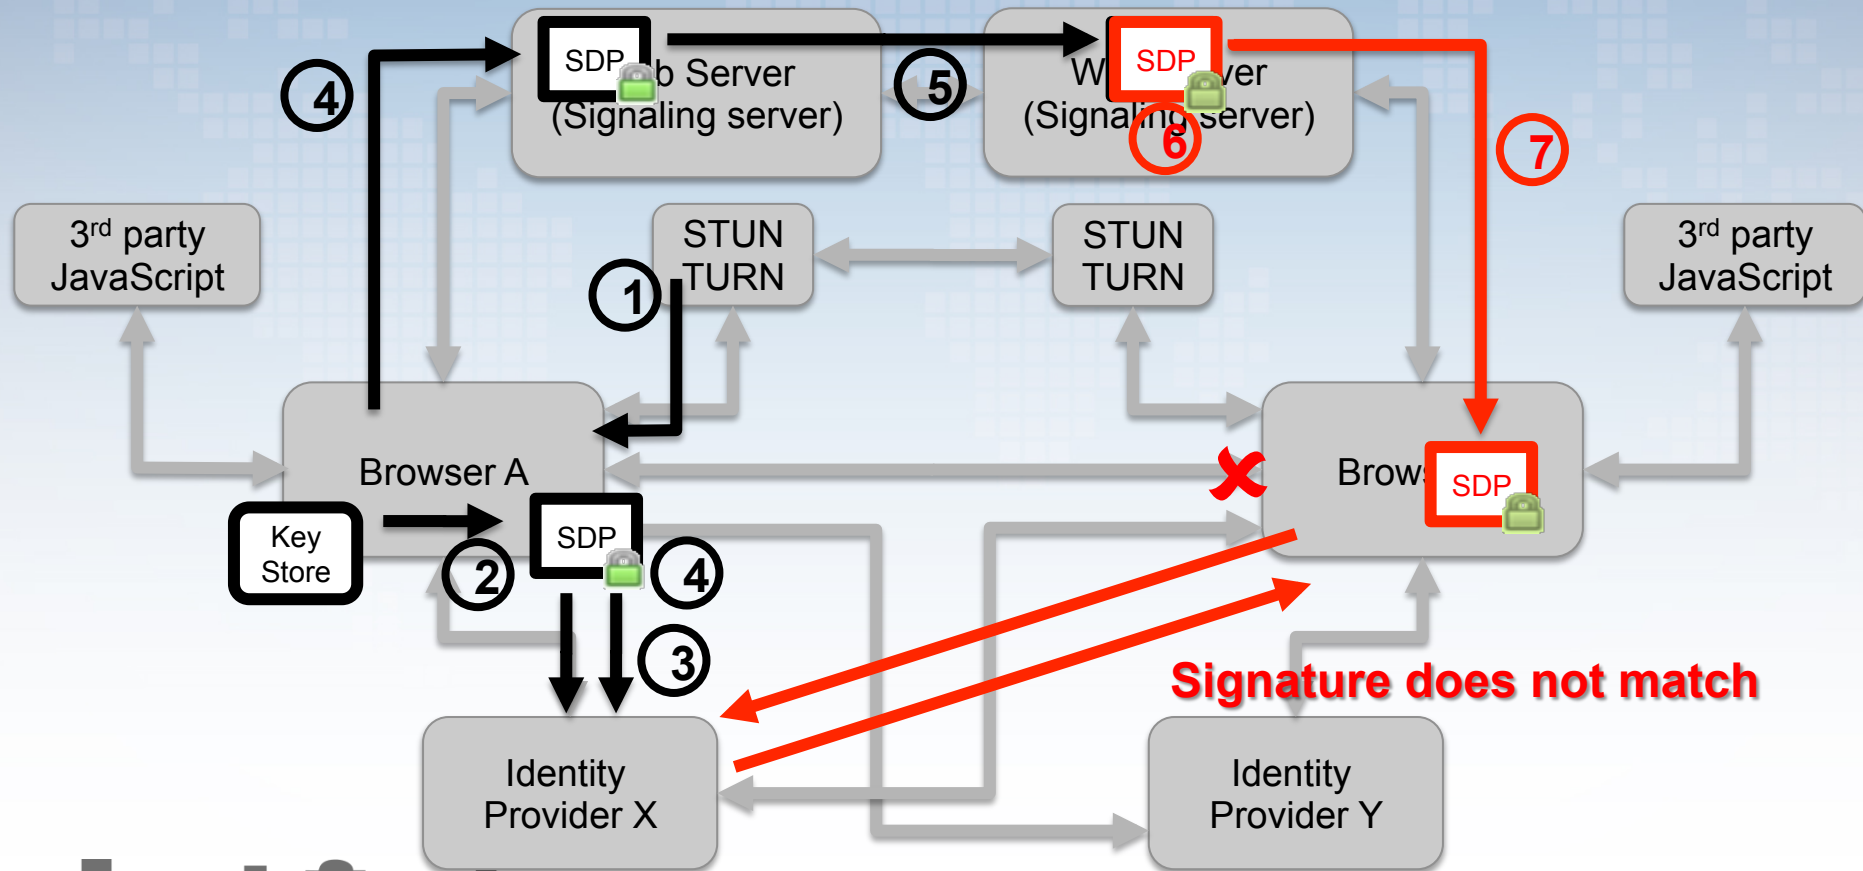 SDP
b Server
(Signaling server)
SDP
W ver
(Signaling server)
4
5
6
7
3rd party
JavaScript
STUN
TURN
STUN
TURN
3rd party
JavaScript
1
Browser A
Brows
SDP
Key
Store
SDP
2
4
3
Signature does not match
Identity
Provider X
Identity
Provider Y